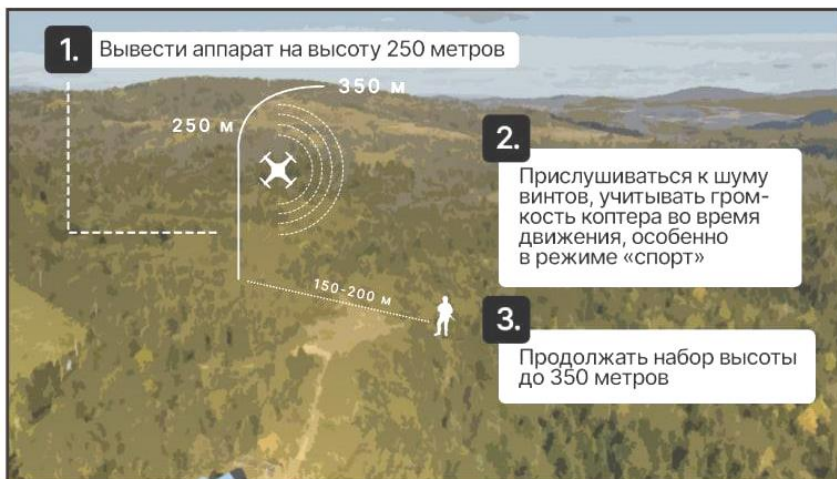 1.
Вывести аппарат на высоту 250 метров
350 м
250 м
150-200 м
2.
Прислушиваться к шуму
винтов, учитывать гром-
кость коптера во время
движения, особенно
в режиме «спорт»
3.
Продолжать набор высоты
до 350 метров